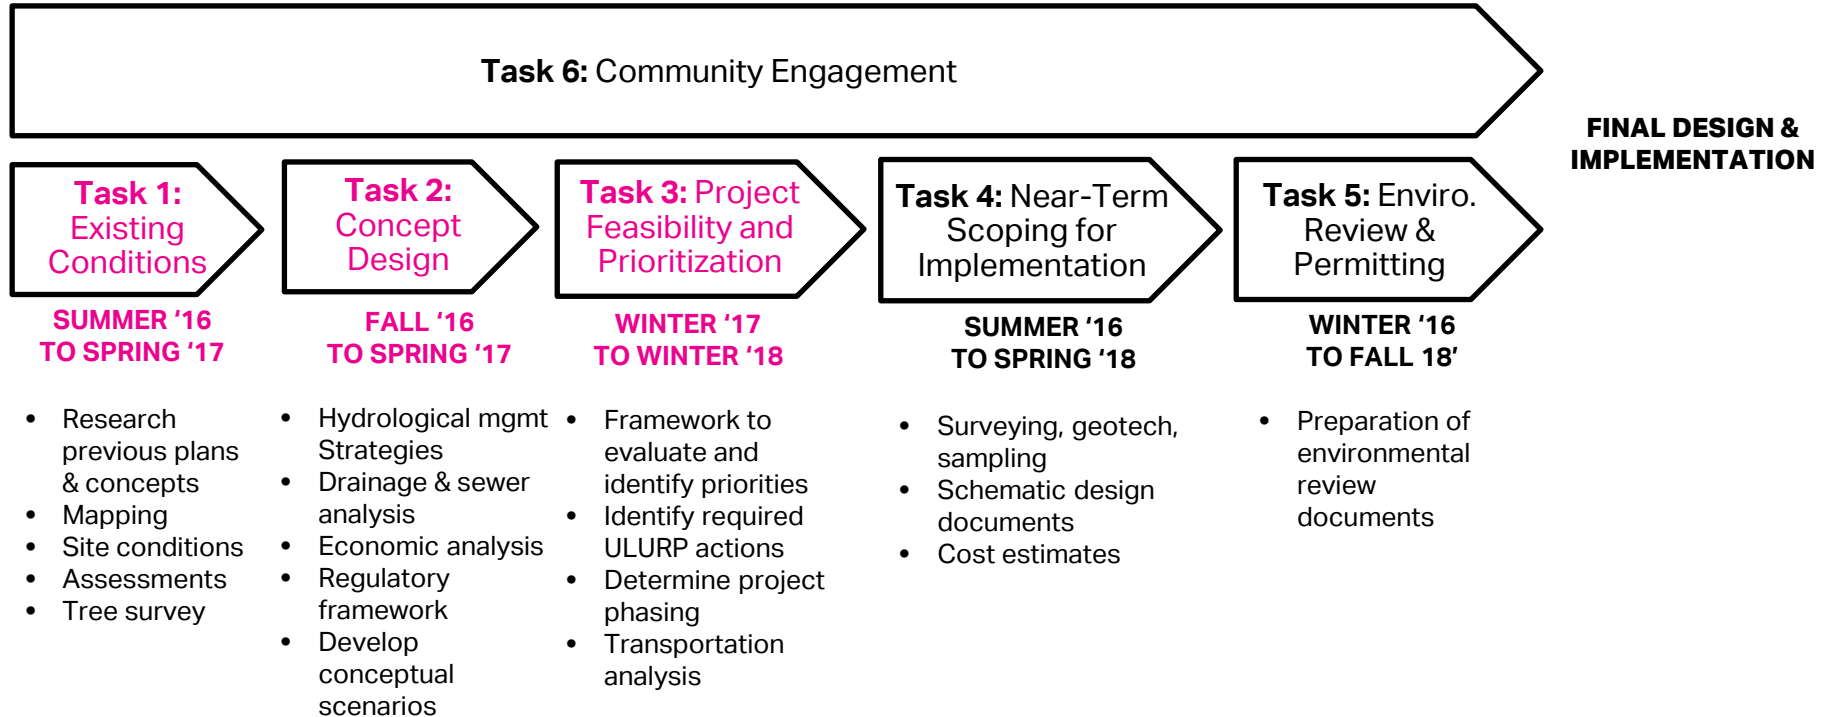 Task 6: Community Engagement
FINAL DESIGN &
IMPLEMENTATION
Task 1:
Existing
Conditions
SUMMER ‘16
TO SPRING ‘17
• Research
previous plans
& concepts
• Mapping
• Site conditions
• Assessments
• Tree survey
Task 2:
Concept
Design
FALL ‘16
TO SPRING ‘17
• Hydrological mgmt
Strategies
• Drainage & sewer
analysis
• Economic analysis
• Regulatory
framework
• Develop
conceptual
scenarios
Task 3: Project
Feasibility and
Prioritization
WINTER ‘17
TO WINTER ‘18
• Framework to
evaluate and
identify priorities
• Identify required
ULURP actions
• Determine project
phasing
• Transportation
analysis
Task 4: Near-Term
Scoping for
Implementation
SUMMER ‘16
TO SPRING ‘18
• Surveying, geotech,
sampling
• Schematic design
documents
• Cost estimates
Task 5: Enviro.
Review &
Permitting
WINTER ‘16
TO FALL 18’
• Preparation of
environmental
review
documents